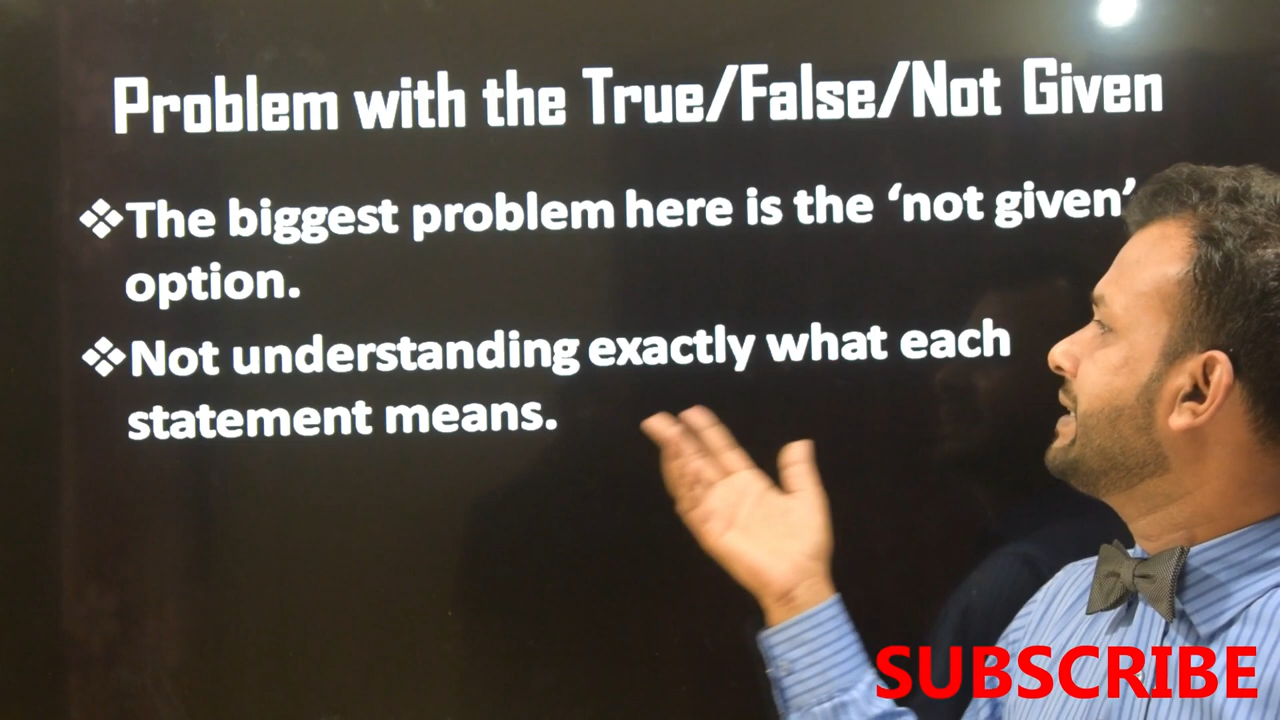 Problem with the True/False/Not Given
❖The biggest problem here is the ‘not given’
option.
❖Not understanding exactly what each
statement means.
SUBSCRIBE